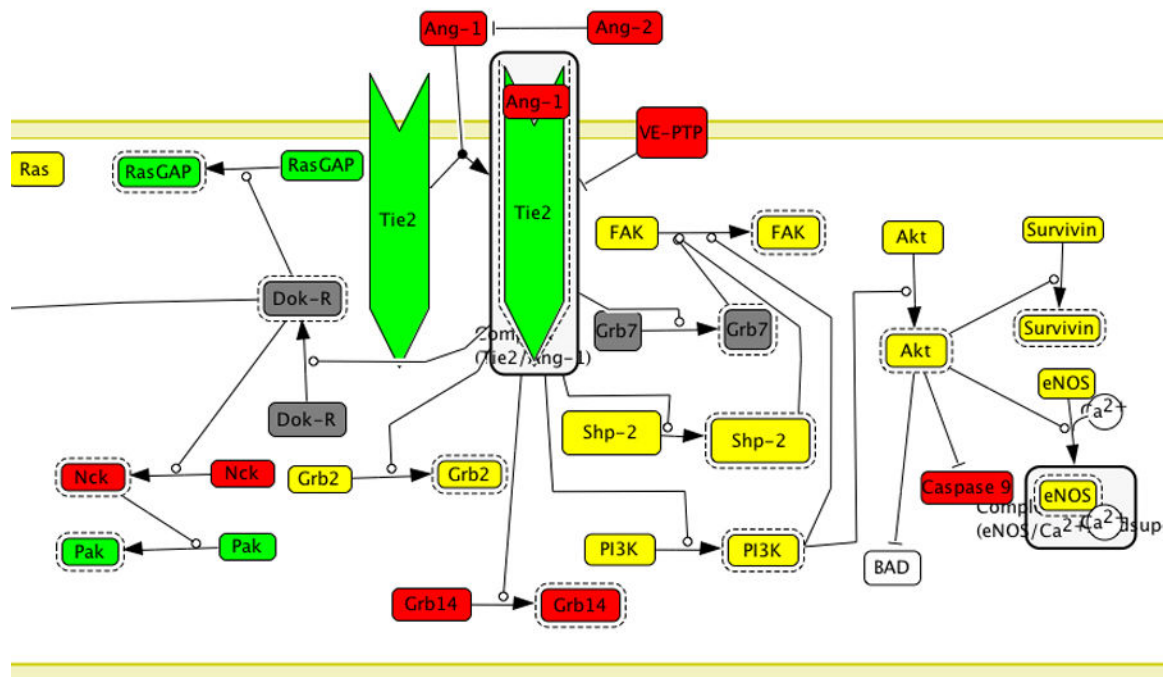 Ang-1
Ang-2
Ang-1
VE-PTP
Ras
RasGAP
RasGAP
Tie2
Tie2
FAK
FAK
Akt
Survivin
Dok-R
Grb7
Grb7
Survivin
(Tie2/Ang-1)
Akt
eNOS
Ca2+
Dok-R
Shp-2
Shp-2
Nck
Nck
Grb2
Grb2
Caspase 9
eNOS
(eNOS/Ca2+
Ca2+
Pak
Pak
PI3K
PI3K
BAD
Grb14
Grb14